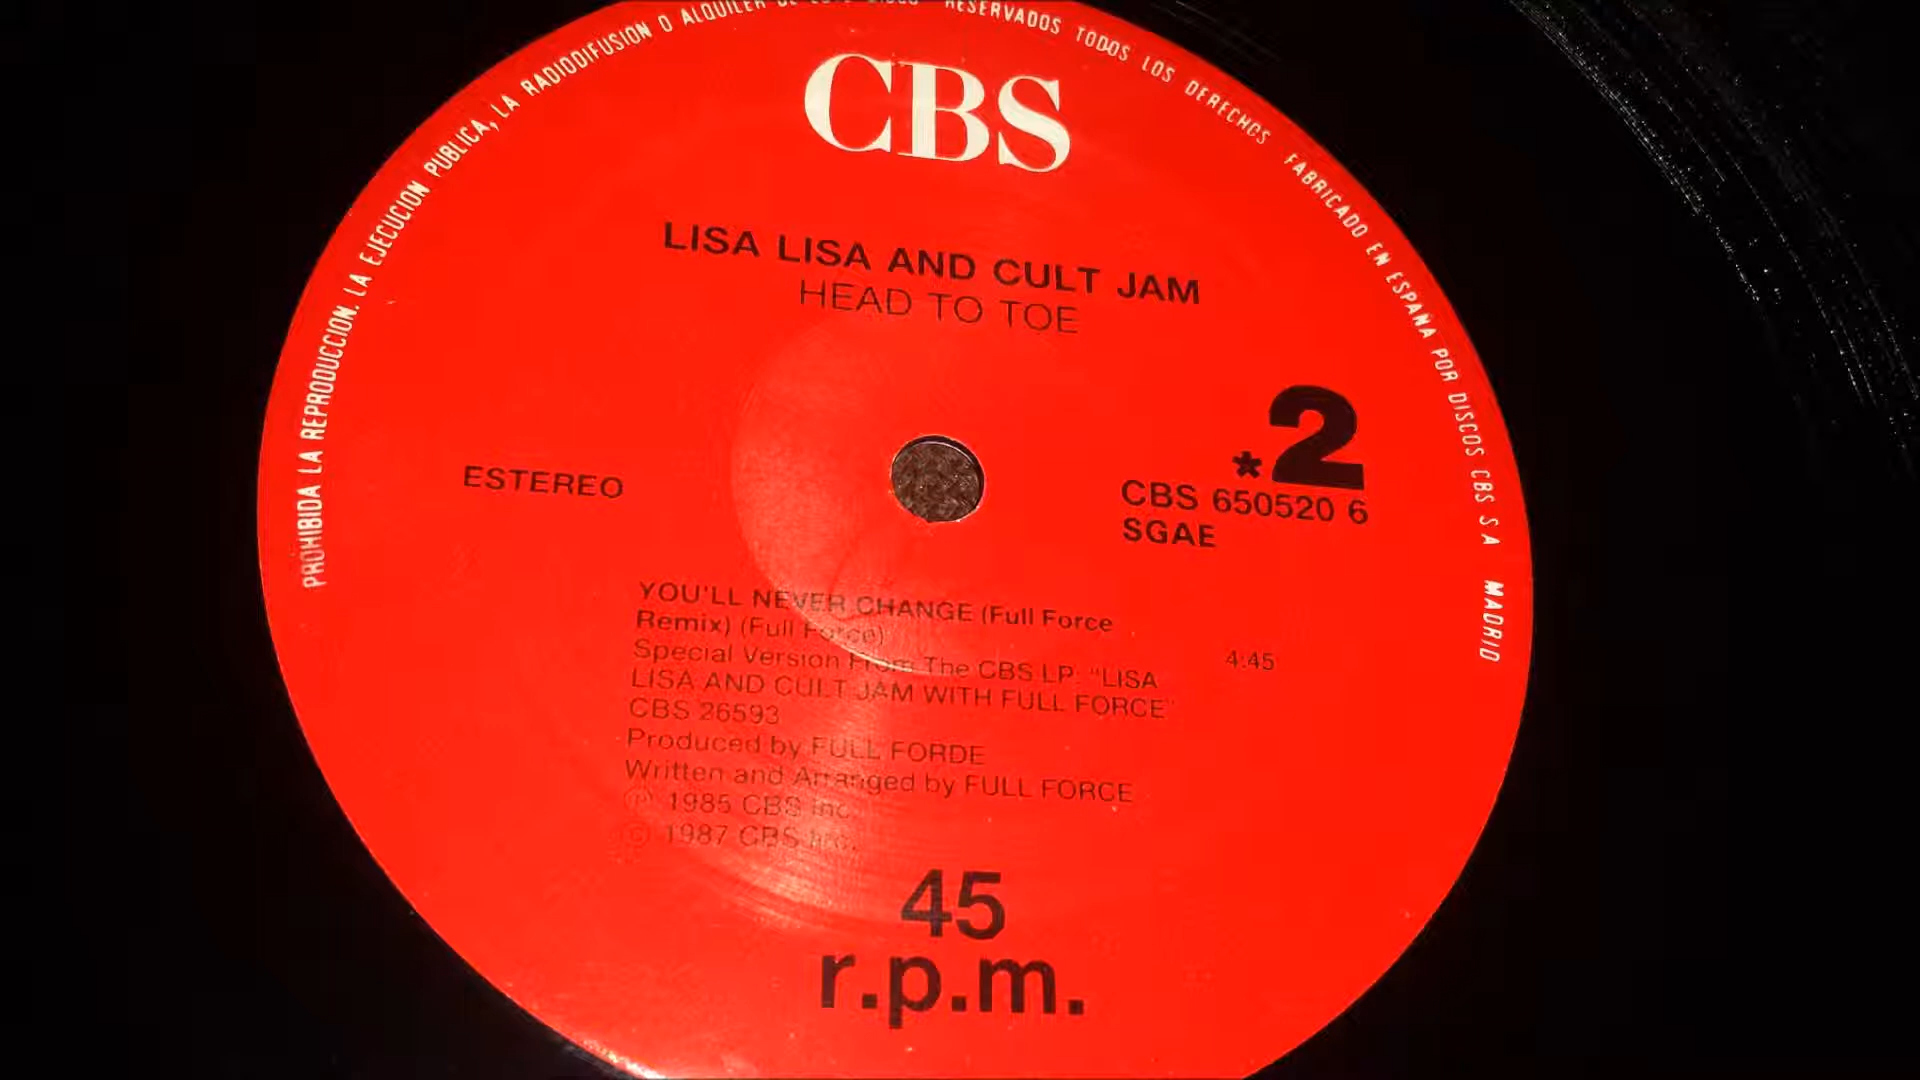 PROHIBIDA LA REPRODUCCION. LA EJECUCION PUBLICA, LA RADIODIFUSION O ALQUILER DE ESTE DISCO RESERVADOS TODOS LOS DERECHOS FABRICADO EN ESPAÑA POR DISCOS CBS S A MADRID
CBS
LISA LISA AND CULT JAM
HEAD TO TOE
*2
ESTEREO
CBS 650520 6
SGAE
YOU'LL NEVER CHANGE (Full Force
Remix) (Full Force)
4:45
Special Version From The CBS LP: "LISA
LISA AND CULT JAM WITH FULL FORCE"
CBS 26593
Produced by FULL FORDE
Written and Arranged by FULL FORCE
Ⓟ 1985 CBS Inc.
© 1987 CBS Inc.
45
r.p.m.